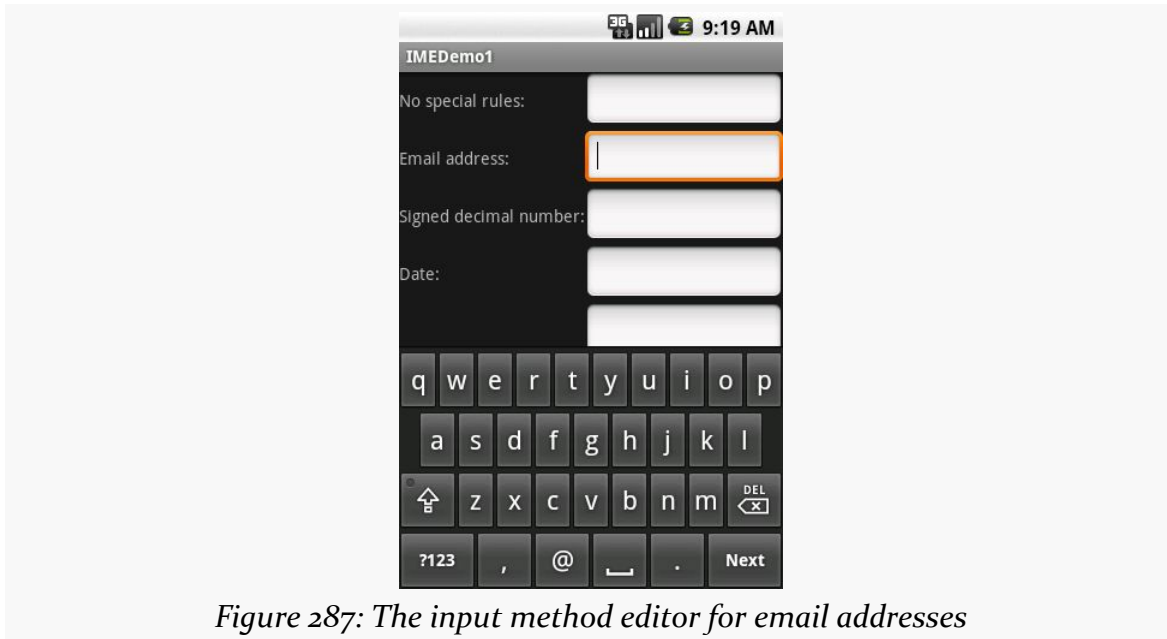 3G 9:19 AM
IMEDemo1
No special rules:
Email address:
Signed decimal number:
Date:
q w e r t y u i o p
a s d f g h j k l
z x c v b n m DEL
?123 , @ . Next
Figure 287: The input method editor for email addresses